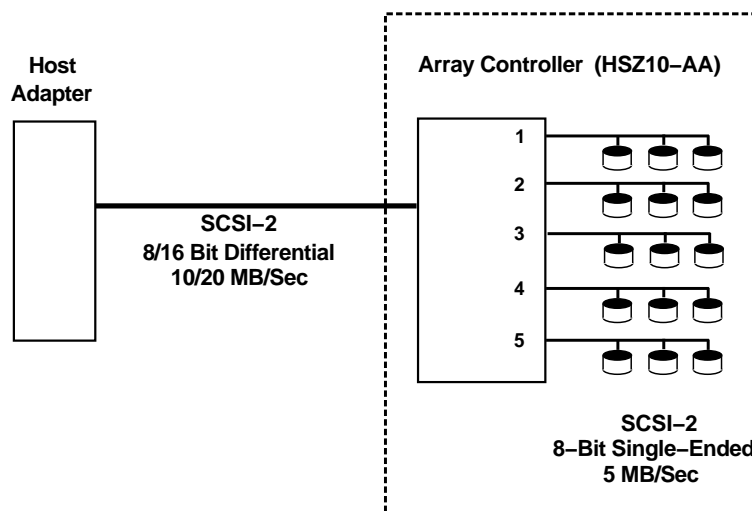 Host
Adapter
Array Controller (HSZ10−AA)
1
2
3
4
5
SCSI−2
8/16 Bit Differential
10/20 MB/Sec
SCSI−2
8−Bit Single−Ended
5 MB/Sec